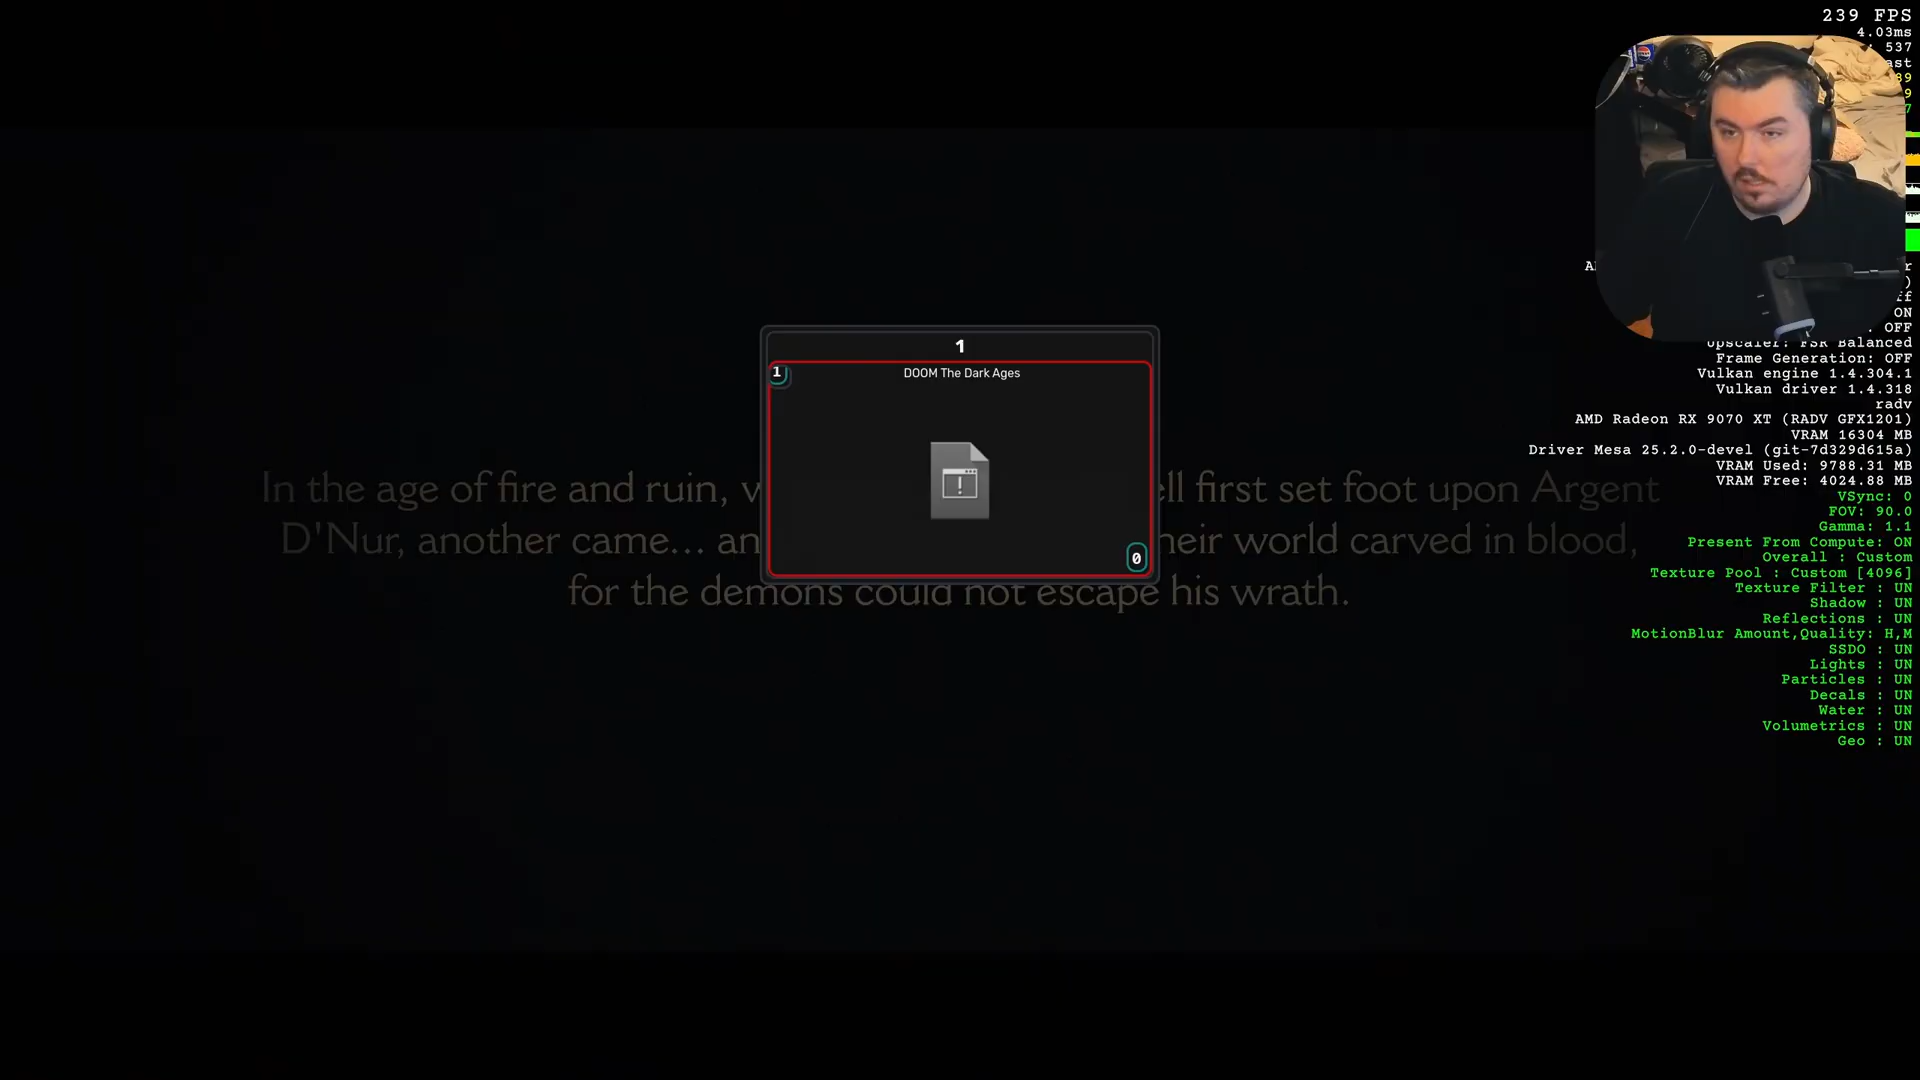 239 FPS
4.03ms
537
ON
OFF
Upscaler: FSR Balanced
Frame Generation: OFF
Vulkan engine 1.4.304.1
Vulkan driver 1.4.318
radv
AMD Radeon RX 9070 XT (RADV GFX1201)
VRAM 16304 MB
Driver Mesa 25.2.0-devel (git-7d329d615a)
VRAM Used: 9788.31 MB
VRAM Free: 4024.88 MB
VSync: 0
FOV: 90.0
Gamma: 1.1
Present From Compute: ON
Overall : Custom
Texture Pool : Custom [4096]
Texture Filter : UN
Shadow : UN
Reflections : UN
MotionBlur Amount,Quality: H,M
SSDO : UN
Lights : UN
Particles : UN
Decals : UN
Water : UN
Volumetrics : UN
Geo : UN
1
1
DOOM The Dark Ages
0
In the age of fire and ruin, first set foot upon Argent
D'Nur, another came... world carved in blood,
for the demons could not escape his wrath.